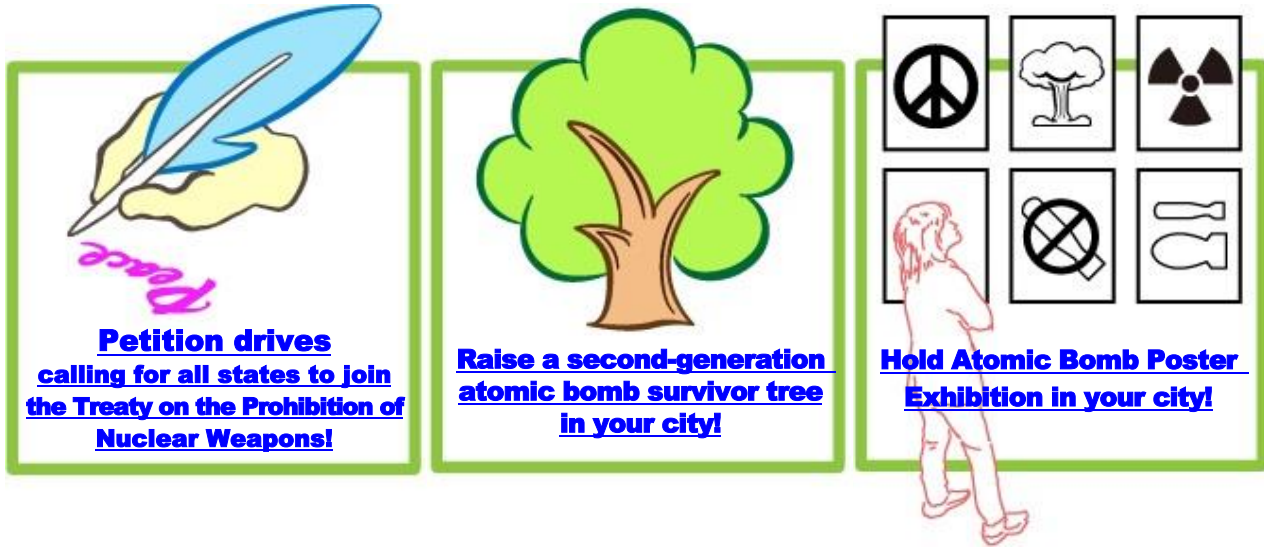 Peace
Petition drives
calling for all states to join
the Treaty on the Prohibition of
Nuclear Weapons!
Raise a second-generation
atomic bomb survivor tree
in your city!
Hold Atomic Bomb Poster
Exhibition in your city!